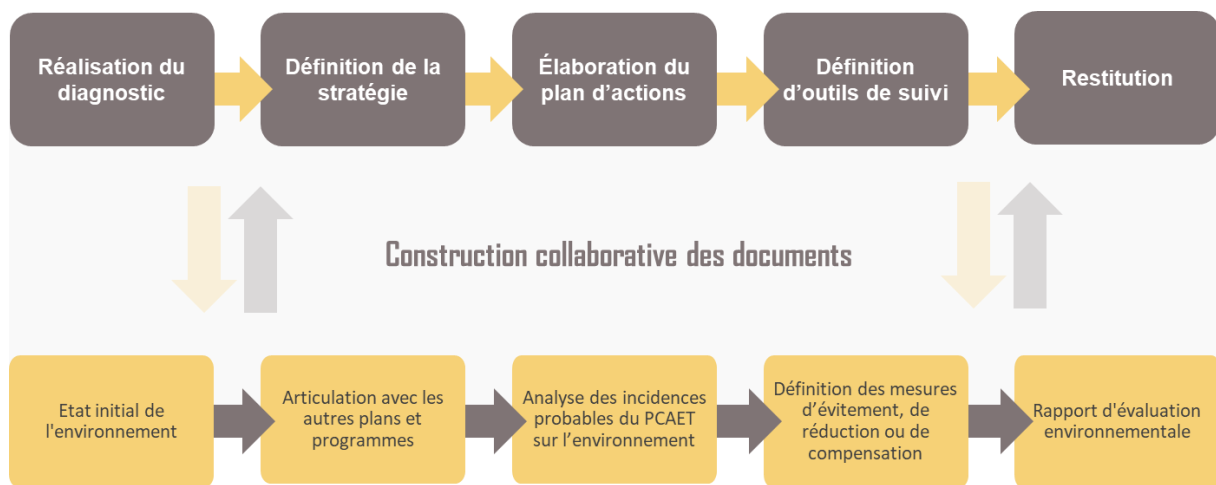 Réalisation du
diagnostic
Définition de la
stratégie
Élaboration du
plan d'actions
Définition
d'outils de suivi
Restitution
Construction collaborative des documents
Etat initial de
l'environnement
Articulation avec les
autres plans et
programmes
Analyse des incidences
probables du PCAET
sur l'environnement
Définition des mesures
d'évitement, de
réduction ou de
compensation
Rapport d'évaluation
environnementale